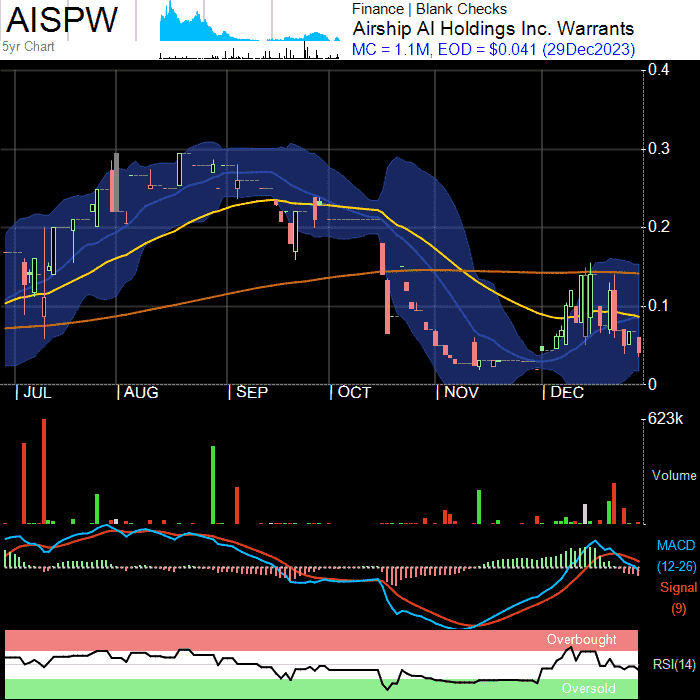 AISPW
5yr Chart
Finance | Blank Checks
Airship AI Holdings Inc. Warrants
MC = 1.1M, EOD = $0.041 (29Dec2023)
0.4
0.3
0.2
0.1
0
JUL AUG SEP OCT NOV DEC
623k
Volume
MACD
(12-26)
Signal
(9)
Overbought
RSI(14)
Oversold